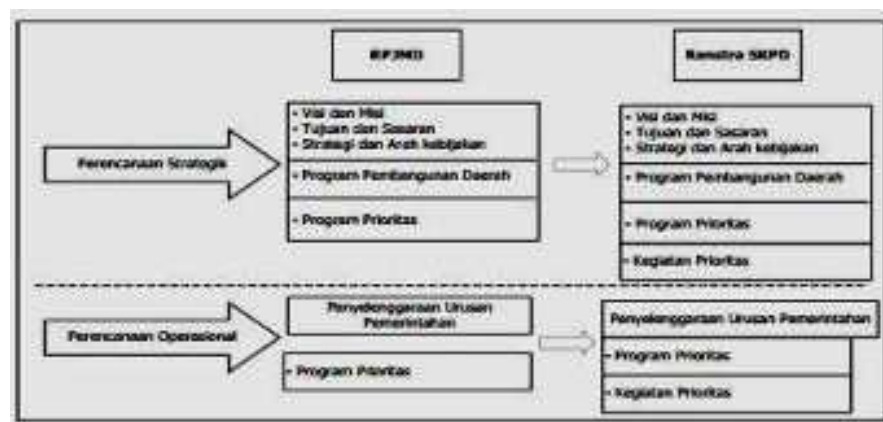 RPJMD
Renstra SKPD
Perencanaan Strategis
- Visi dan Misi
- Tujuan dan Sasaran
- Strategi dan Arah kebijakan
- Program Pembangunan Daerah
- Program Prioritas
- Visi dan Misi
- Tujuan dan Sasaran
- Strategi dan Arah kebijakan
- Program Pembangunan Daerah
- Program Prioritas
- Kegiatan Prioritas
Perencanaan Operasional
Penyelenggaraan Urusan
Pemerintahan
- Program Prioritas
Penyelenggaraan Urusan Pemerintahan
- Program Prioritas
- Kegiatan Prioritas